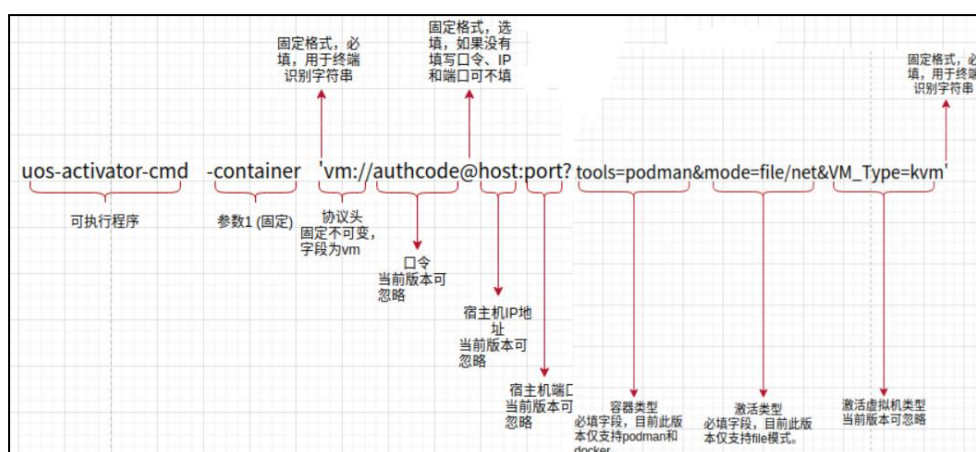 固定格式，必
填，用于终端
识别字符串
固定格式，选
填，如果没有
填写口令、IP
和端口可不填
固定格式，必
填，用于终端
识别字符串
uos-activator-cmd -container 'vm://authcode@host:port? tools=podman&mode=file/net&VM_Type=kvm'
可执行程序
参数1 (固定)
协议头
固定不可变，
字段为vm
口令
当前版本可
忽略
宿主机IP地
址
当前版本可
忽略
宿主机端口
当前版本可
忽略
容器类型
必填字段，目前此版
本仅支持podman和
docker
激活类型
必填字段，目前此版
本仅支持file模式。
激活虚拟机类型
当前版本可忽略